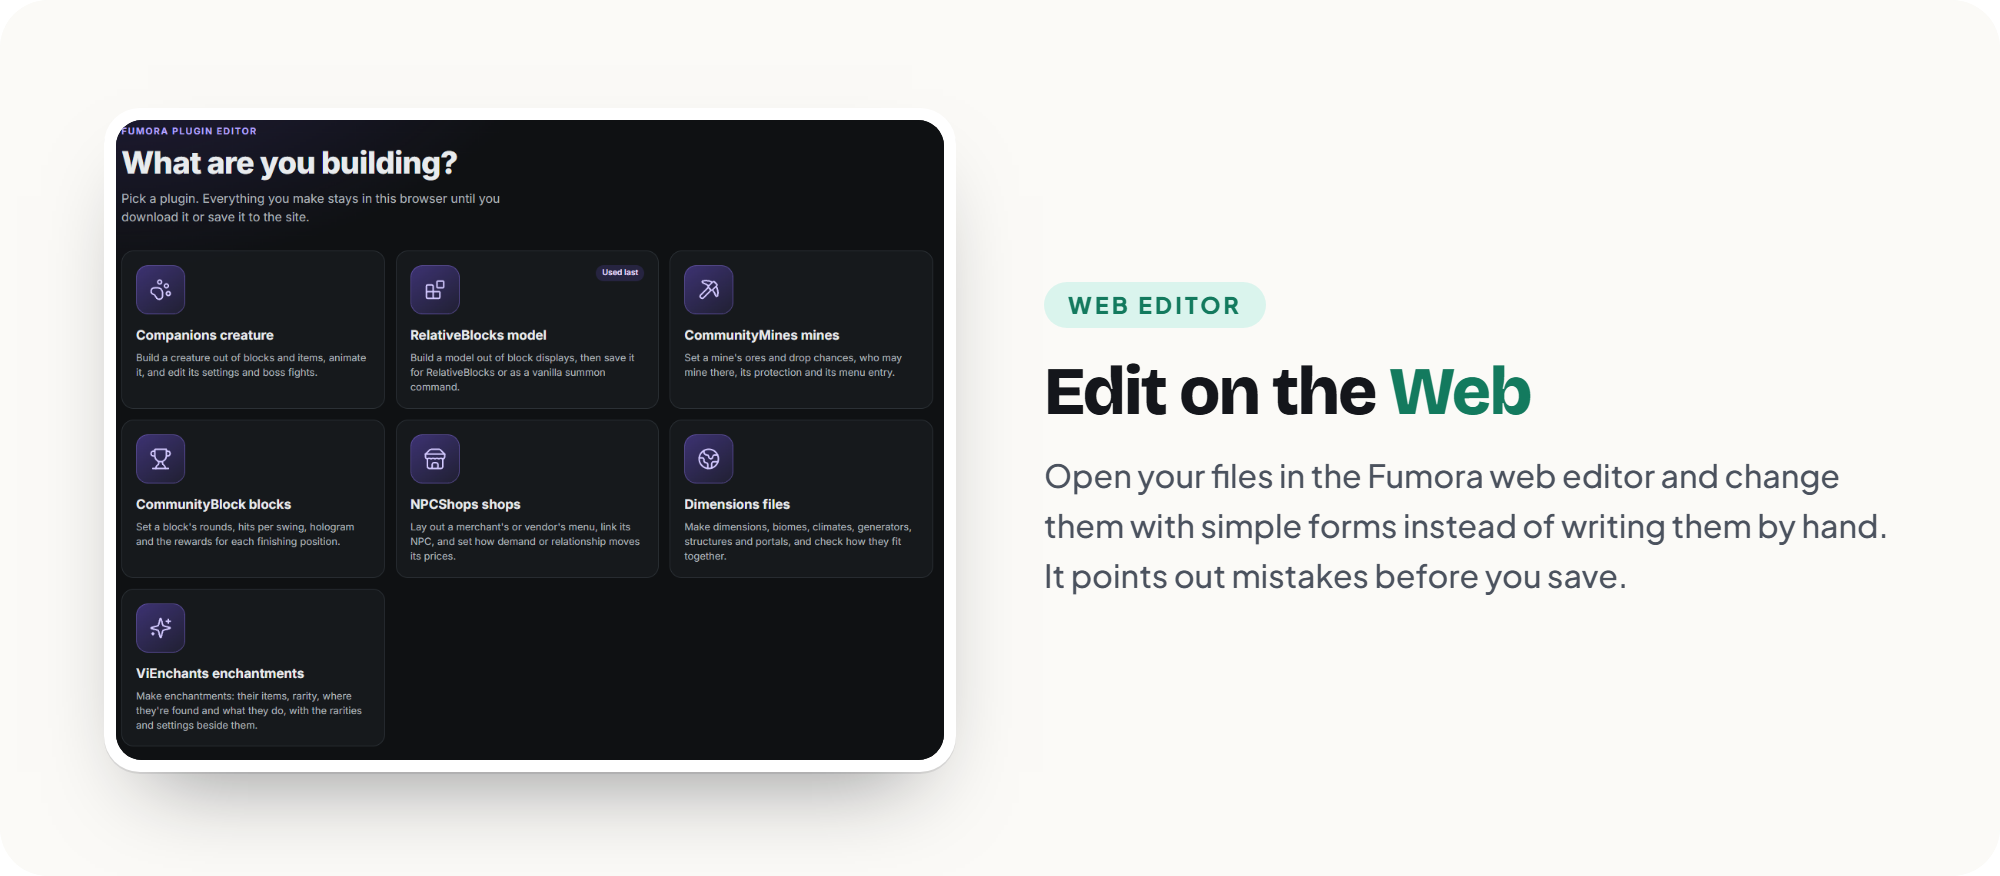 FUMORA PLUGIN EDITOR
What are you building?
Pick a plugin. Everything you make stays in this browser until you
download it or save it to the site.
Companions creature
Build a creature out of blocks and items, animate
it, and edit its settings and boss fights.
Used last
RelativeBlocks model
Build a model out of block displays, then save it
for RelativeBlocks or as a vanilla summon
command.
CommunityMines mines
Set a mine's ores and drop chances, who may
mine there, its protection and its menu entry.
CommunityBlock blocks
Set a block's rounds, hits per swing, hologram
and the rewards for each finishing position.
NPCShops shops
Lay out a merchant's or vendor's menu, link its
NPC, and set how demand or relationship moves
its prices.
Dimensions files
Make dimensions, biomes, climates, generators,
structures and portals, and check how they fit
together.
ViEnchants enchantments
Make enchantments: their items, rarity, where
they're found and what they do, with the rarities
and settings beside them.
WEB EDITOR
Edit on the Web
Open your files in the Fumora web editor and change
them with simple forms instead of writing them by hand.
It points out mistakes before you save.